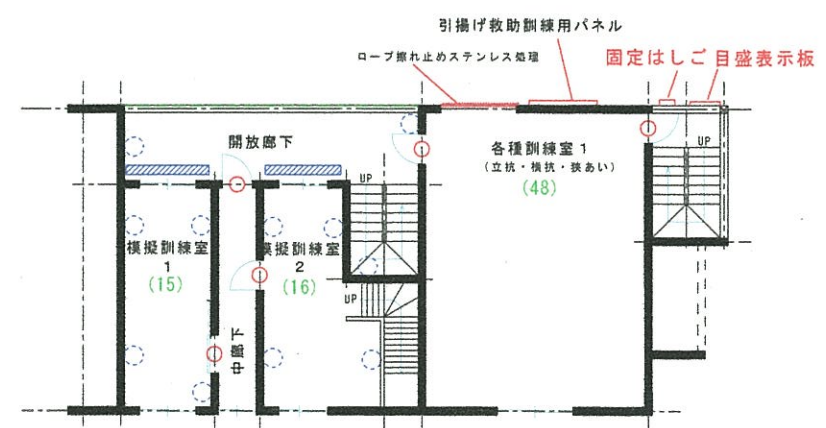 引揚げ救助訓練用パネル
ロープ擦れ止めステンレス処理
固定はしご 目盛表示板
開放廊下
各種訓練室1
(立抗・横抗・挟あい)
(48)
UP
UP
模擬訓練室
1
(15)
模擬訓練室
2
(16)
UP
中廊下